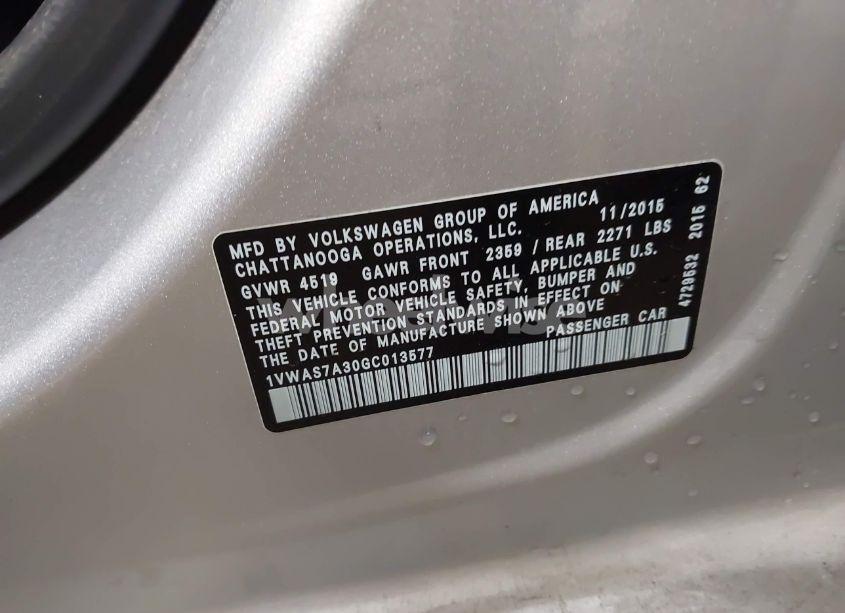 MFD BY VOLKSWAGEN GROUP OF AMERICA 11/2015
CHATTANOOGA OPERATIONS, LLC.
GVWR 4519 GAWR FRONT 2359 / REAR 2271 LBS
THIS VEHICLE CONFORMS TO ALL APPLICABLE U.S.
FEDERAL MOTOR VEHICLE SAFETY, BUMPER AND
THEFT PREVENTION STANDARDS IN EFFECT ON
THE DATE OF MANUFACTURE SHOWN ABOVE
1VWAS7A30GC013577 PASSENGER CAR
4729532 2015 62